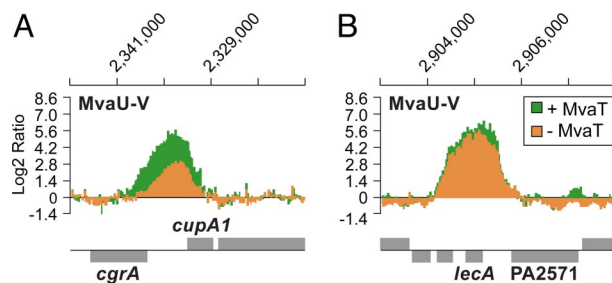 A
2,341,000
2,329,000
MvaU-V
Log2 Ratio
8.6
7.0
5.6
4.2
2.8
1.4
0
-1.4
cupA1
cgrA
B
2,904,000
2,906,000
MvaU-V
+ MvaT
- MvaT
8.6
7.0
5.6
4.2
2.8
1.4
0
-1.4
lecA
PA2571